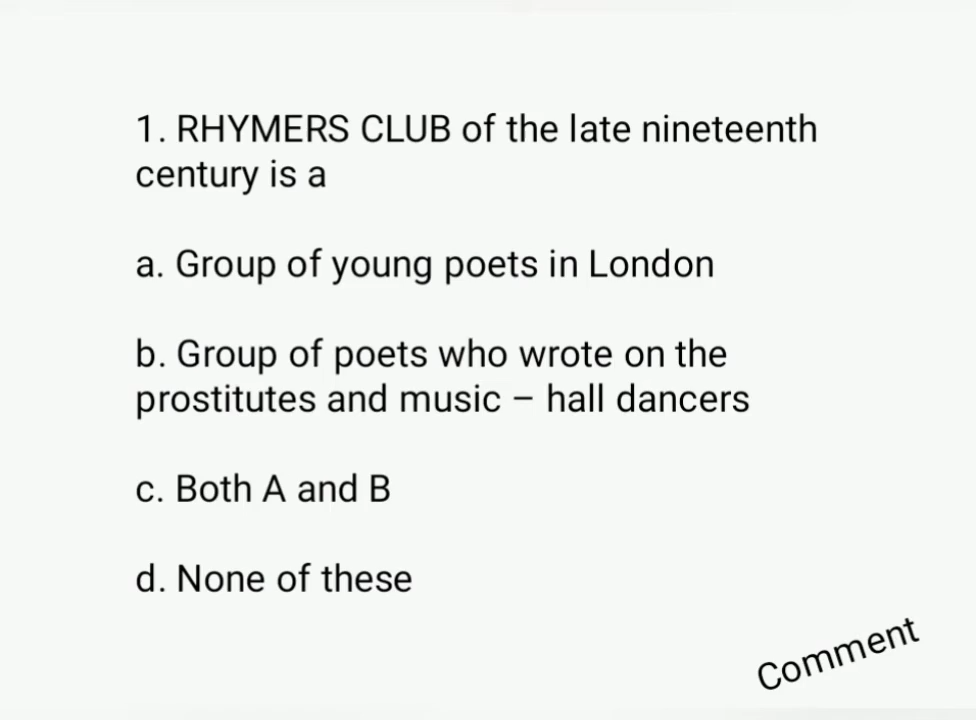 1. RHYMERS CLUB of the late nineteenth
century is a
a. Group of young poets in London
b. Group of poets who wrote on the
prostitutes and music – hall dancers
c. Both A and B
d. None of these
Comment